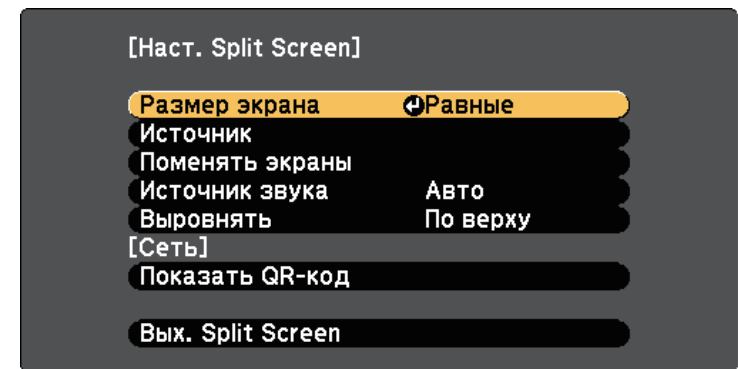 [Наст. Split Screen]
Размер экрана Равные
Источник
Поменять экраны
Источник звука Авто
Выровнять По верху
[Сеть]
Показать QR-код
Вых. Split Screen